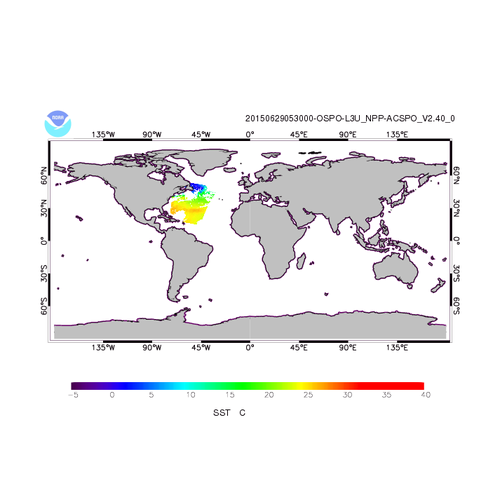 NOAA
20150629053000-OSPO-L3U_NPP-ACSPO_V2.40_0
135°W 90°W 45°W 0° 45°E 90°E 135°E
60°N 60°N
30°N 30°N
0° 0°
30°S 30°S
60°S 60°S
135°W 90°W 45°W 0° 45°E 90°E 135°E
-5 0 5 10 15 20 25 30 35 40
SST C